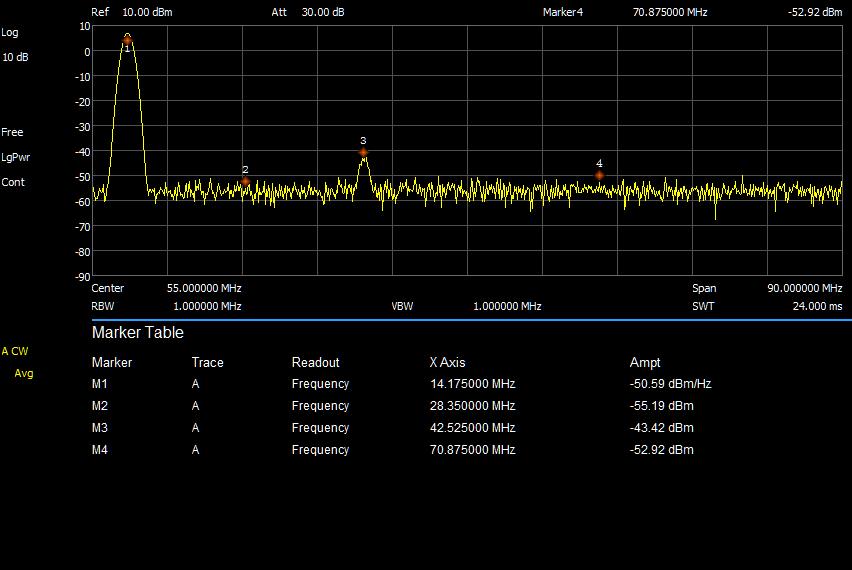 Ref 10.00 dBm Att 30.00 dB Marker4 70.875000 MHz -52.92 dBm
Log
10 dB
Free
LgPwr
Cont
10
0
-10
-20
-30
-40
-50
-60
-70
-80
-90
1
2
3
4
Center 55.000000 MHz Span 90.000000 MHz
RBW 1.000000 MHz VBW 1.000000 MHz SWT 24.000 ms
A CW
Avg
Marker Table
Marker Trace Readout X Axis Ampt
M1 A Frequency 14.175000 MHz -50.59 dBm/Hz
M2 A Frequency 28.350000 MHz -55.19 dBm
M3 A Frequency 42.525000 MHz -43.42 dBm
M4 A Frequency 70.875000 MHz -52.92 dBm